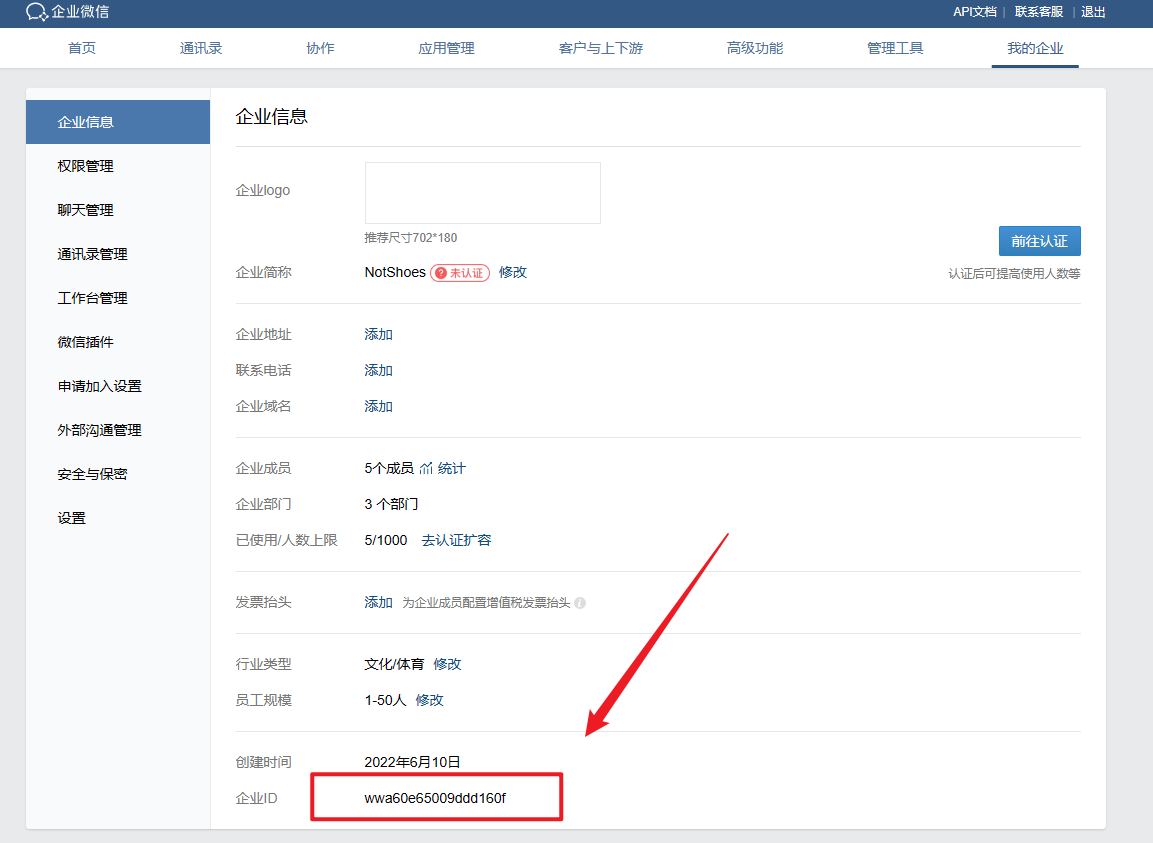 企业微信
API文档 | 联系客服 | 退出
首页 通讯录 协作 应用管理 客户与上下游 高级功能 管理工具 我的企业
企业信息
权限管理
聊天管理
通讯录管理
工作台管理
微信插件
申请加入设置
外部沟通管理
安全与保密
设置
企业信息
企业logo
推荐尺寸702*180
前往认证
企业简称 NotShoes ? 未认证 修改
认证后可提高使用人数等
企业地址 添加
联系电话 添加
企业域名 添加
企业成员 5个成员 统计
企业部门 3 个部门
已使用/人数上限 5/1000 去认证扩容
发票抬头 添加 为企业成员配置增值税发票抬头 i
行业类型 文化/体育 修改
员工规模 1-50人 修改
创建时间 2022年6月10日
企业ID wwa60e65009ddd160f